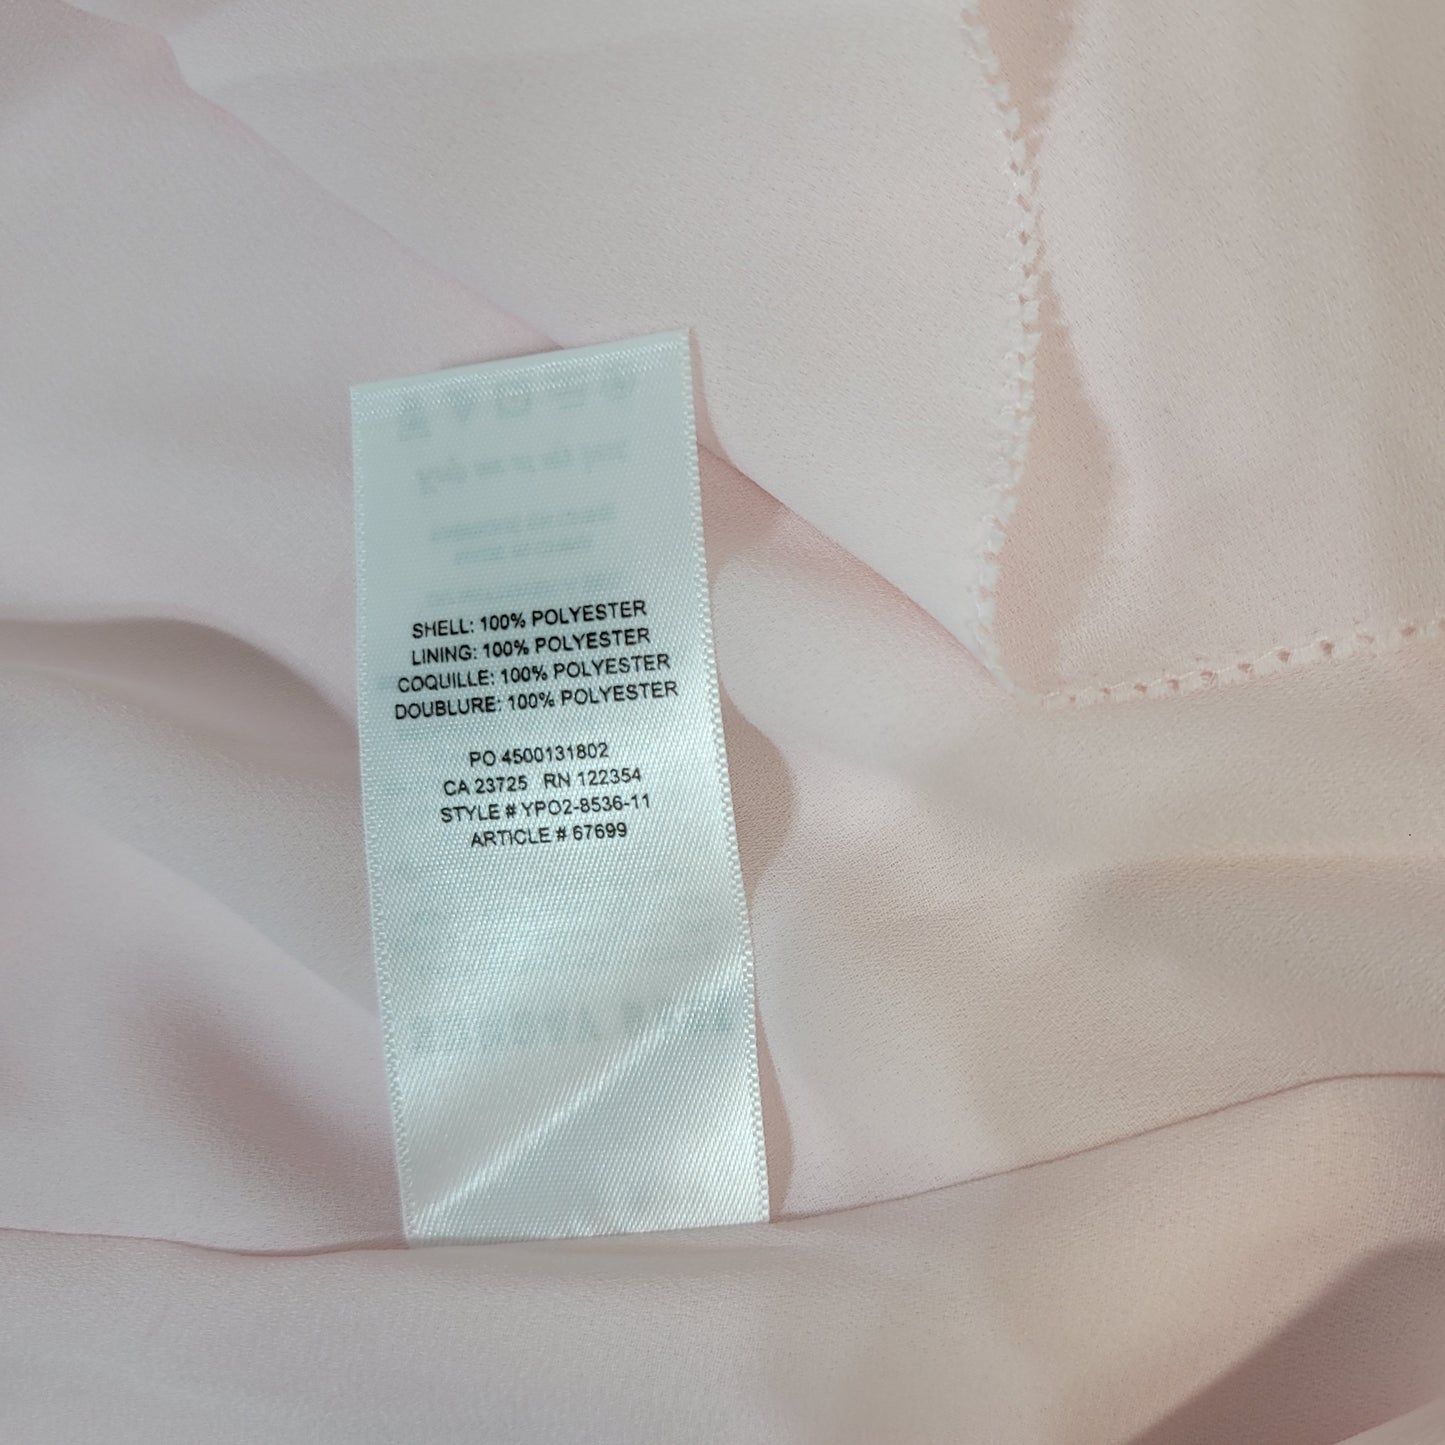 SHELL: 100% POLYESTER
LINING: 100% POLYESTER
COQUILLE: 100% POLYESTER
DOUBLURE: 100% POLYESTER
PO 4500131802
CA 23725 RN 122354
STYLE # YPO2-8536-11
ARTICLE # 67699